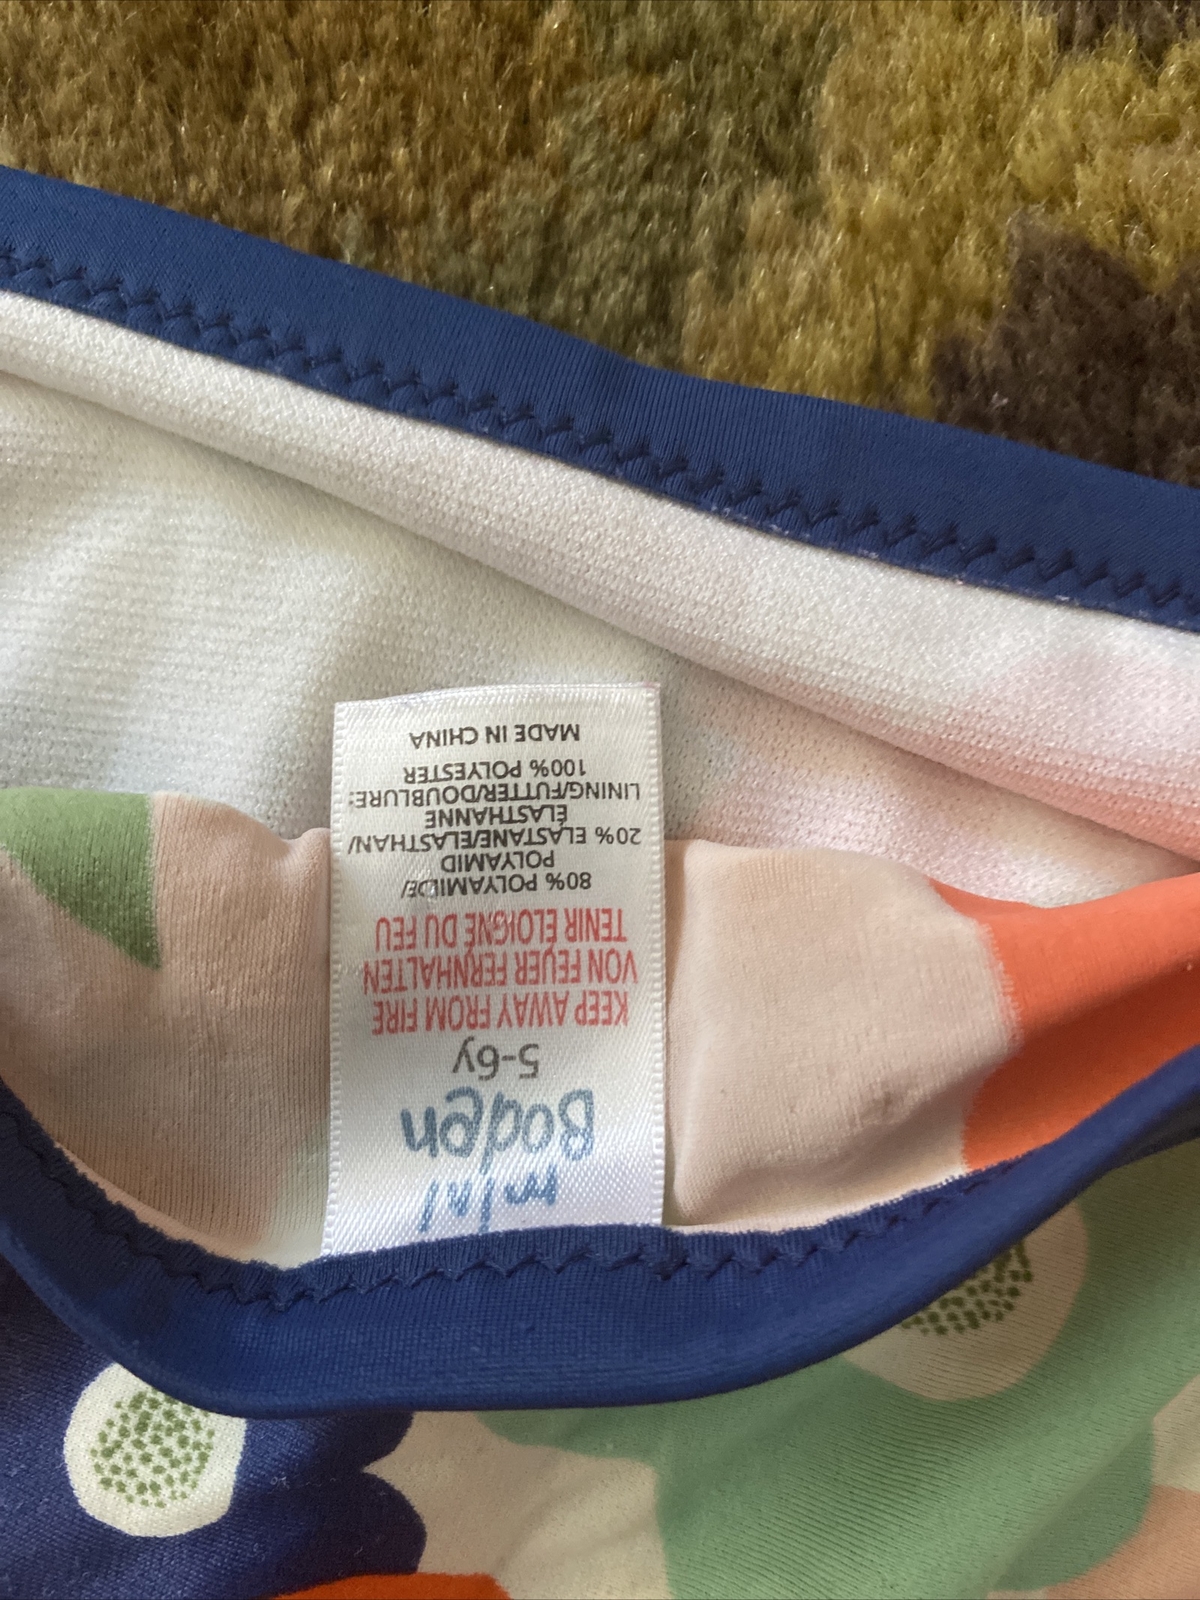 mini
Boden
5-6y
KEEP AWAY FROM FIRE
VON FEUER FERNHALTEN
TENIR ÉLOIGNÉ DU FEU
80% POLYAMIDE/
POLYAMID
20% ELASTANE/ELASTHAN/
ÉLASTHANNE
LINING/FUTTER/DOUBLURE:
100% POLYESTER
MADE IN CHINA